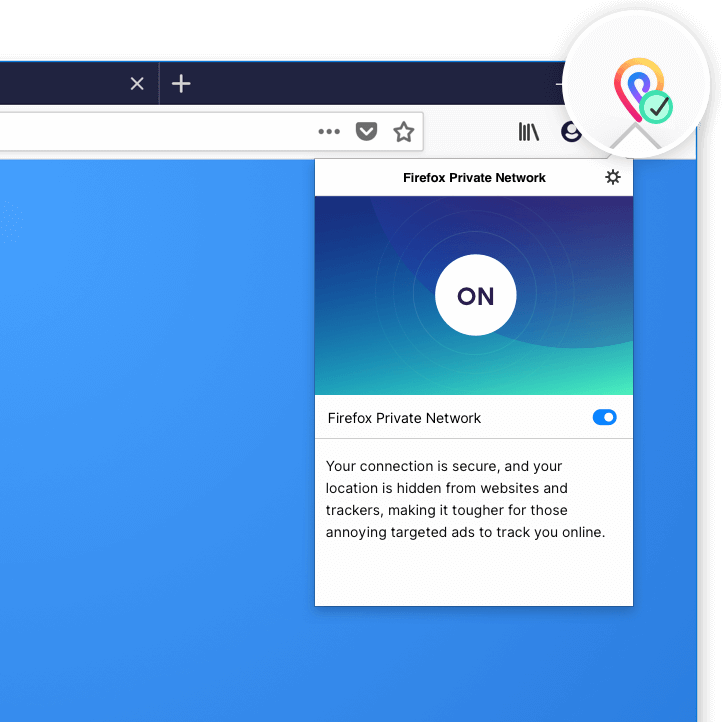 Firefox Private Network
ON
Firefox Private Network
Your connection is secure, and your
location is hidden from websites and
trackers, making it tougher for those
annoying targeted ads to track you online.